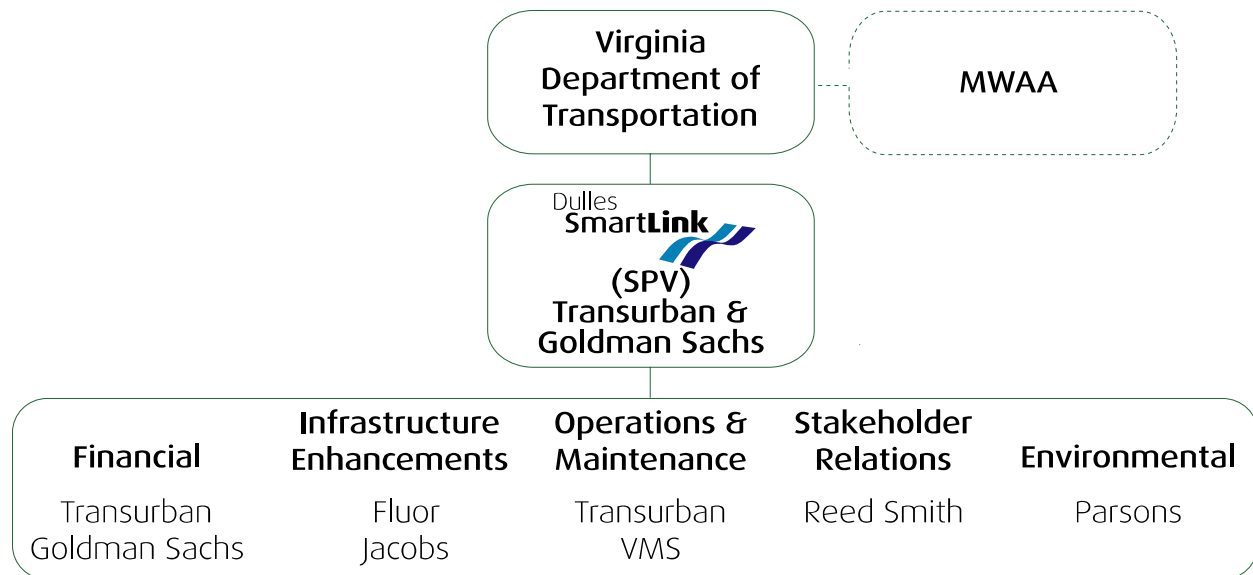 Virginia
Department of
Transportation
MWAA
Dulles
SmartLink
(SPV)
Transurban &
Goldman Sachs
Financial
Transurban
Goldman Sachs
Infrastructure
Enhancements
Fluor
Jacobs
Operations &
Maintenance
Transurban
VMS
Stakeholder
Relations
Reed Smith
Environmental
Parsons